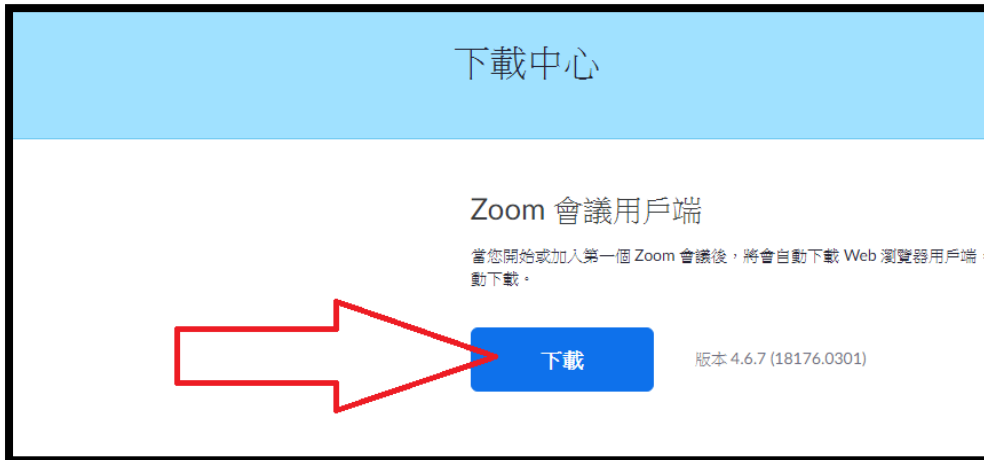 下載中心
Zoom 會議用戶端
當您開始或加入第一個 Zoom 會議後，將會自動下載 Web 瀏覽器用戶端，
動下載。
下載
版本 4.6.7 (18176.0301)